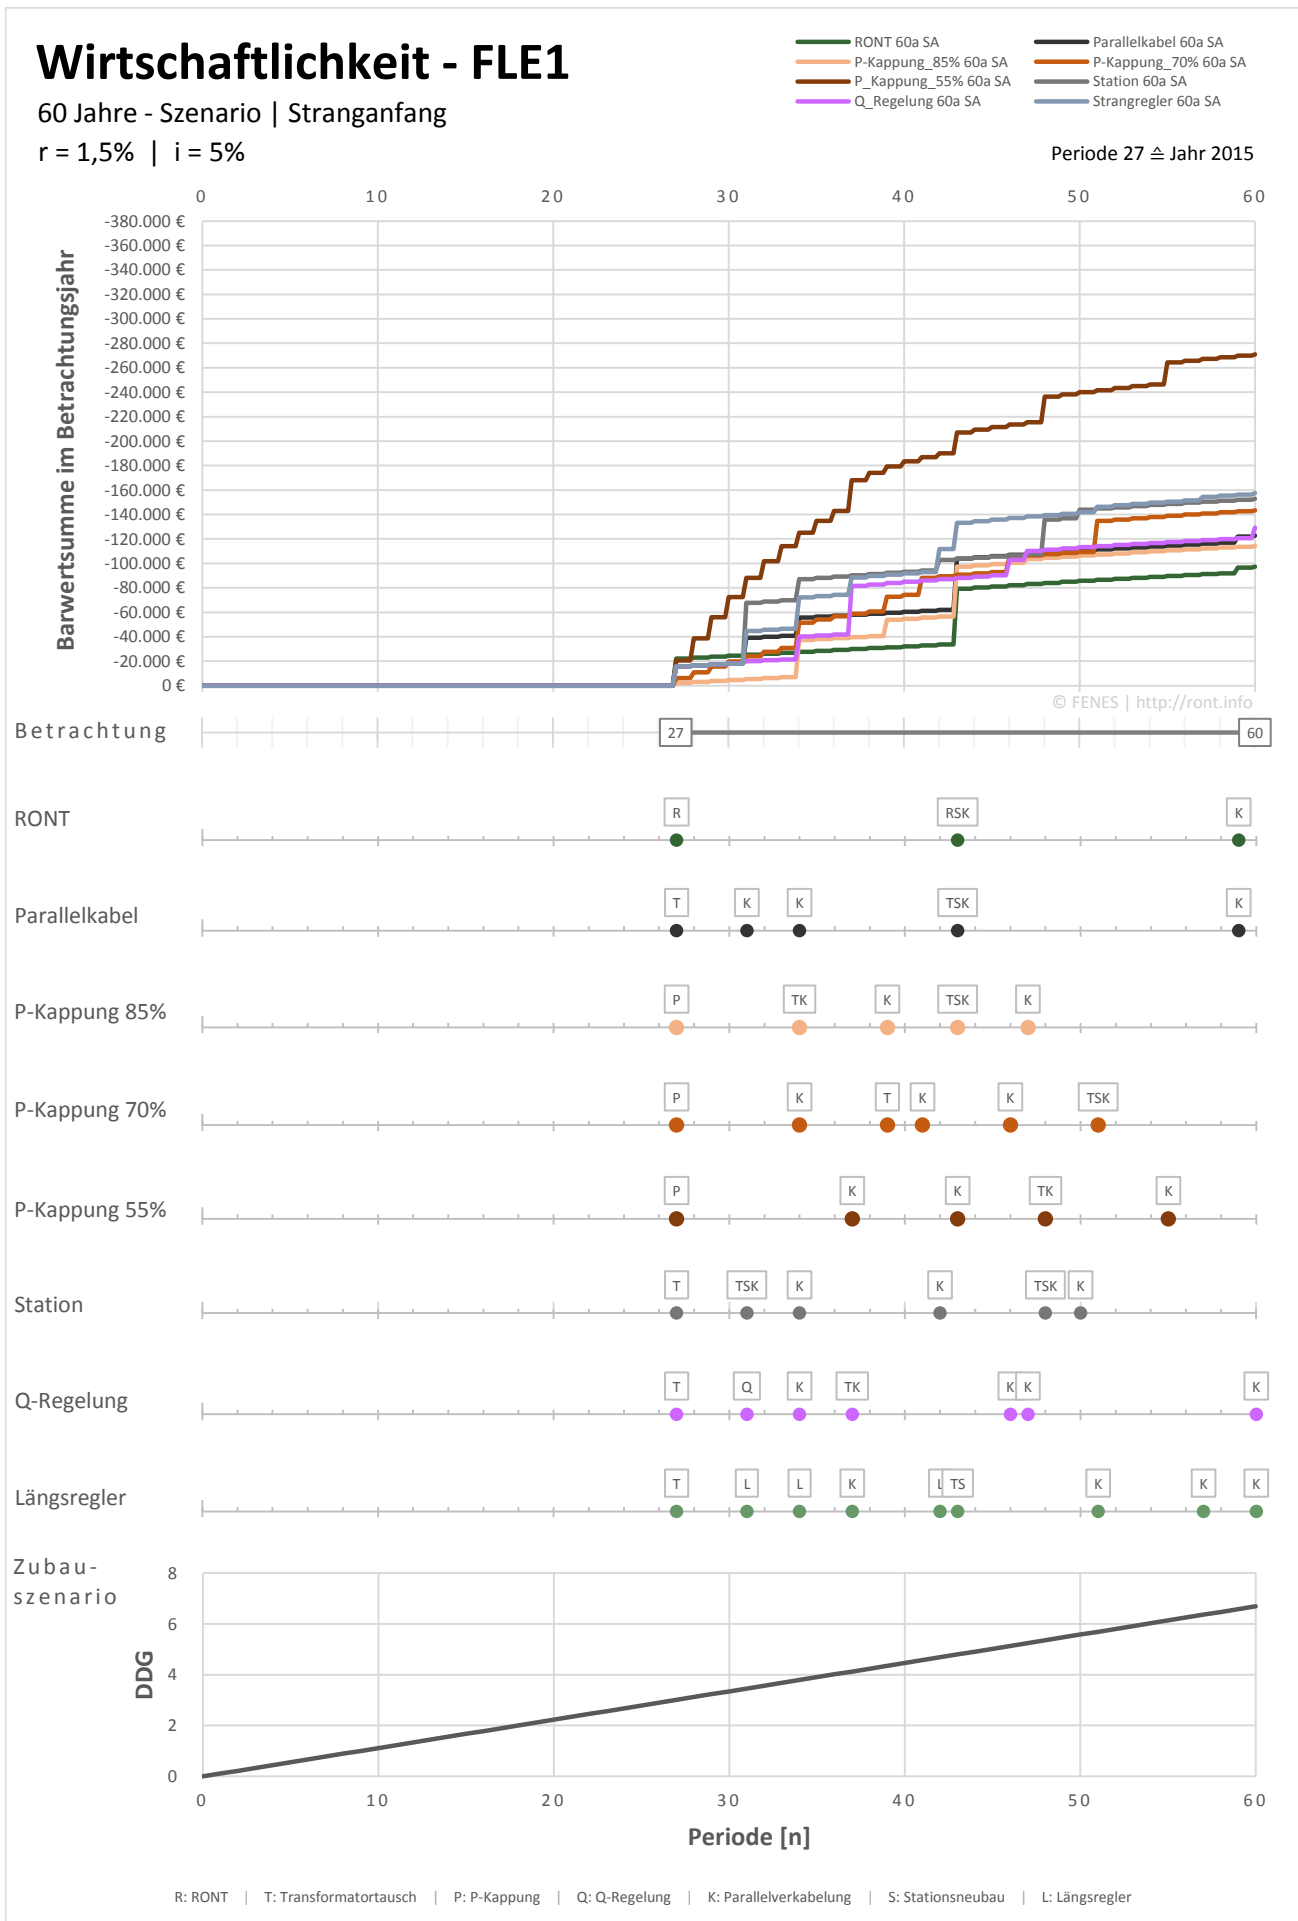 Wirtschaftlichkeit - FLE1
60 Jahre - Szenario | Stranganfang
r = 1,5% | i = 5%
RONT 60a SA
Parallelkabel 60a SA
P-Kappung_85% 60a SA
P-Kappung_70% 60a SA
P_Kappung_55% 60a SA
Station 60a SA
Q_Regelung 60a SA
Strangregler 60a SA
Periode 27 ≙ Jahr 2015
0 10 20 30 40 50 60
Barwertsumme im Betrachtungsjahr
-380.000 €
-360.000 €
-340.000 €
-320.000 €
-300.000 €
-280.000 €
-260.000 €
-240.000 €
-220.000 €
-200.000 €
-180.000 €
-160.000 €
-140.000 €
-120.000 €
-100.000 €
-80.000 €
-60.000 €
-40.000 €
-20.000 €
0 €
© FENES | http://ront.info
Betrachtung 27 60
RONT R RSK K
Parallelkabel T K K TSK K
P-Kappung 85% P TK K TSK K
P-Kappung 70% P K T K K TSK
P-Kappung 55% P K K TK K
Station T TSK K K TSK K
Q-Regelung T Q K TK K K K
Längsregler T L L K L TS K K K
Zubau-
szenario
DDG
8
6
4
2
0
0 10 20 30 40 50 60
Periode [n]
R: RONT | T: Transformatortausch | P: P-Kappung | Q: Q-Regelung | K: Parallelverkabelung | S: Stationsneubau | L: Längsregler